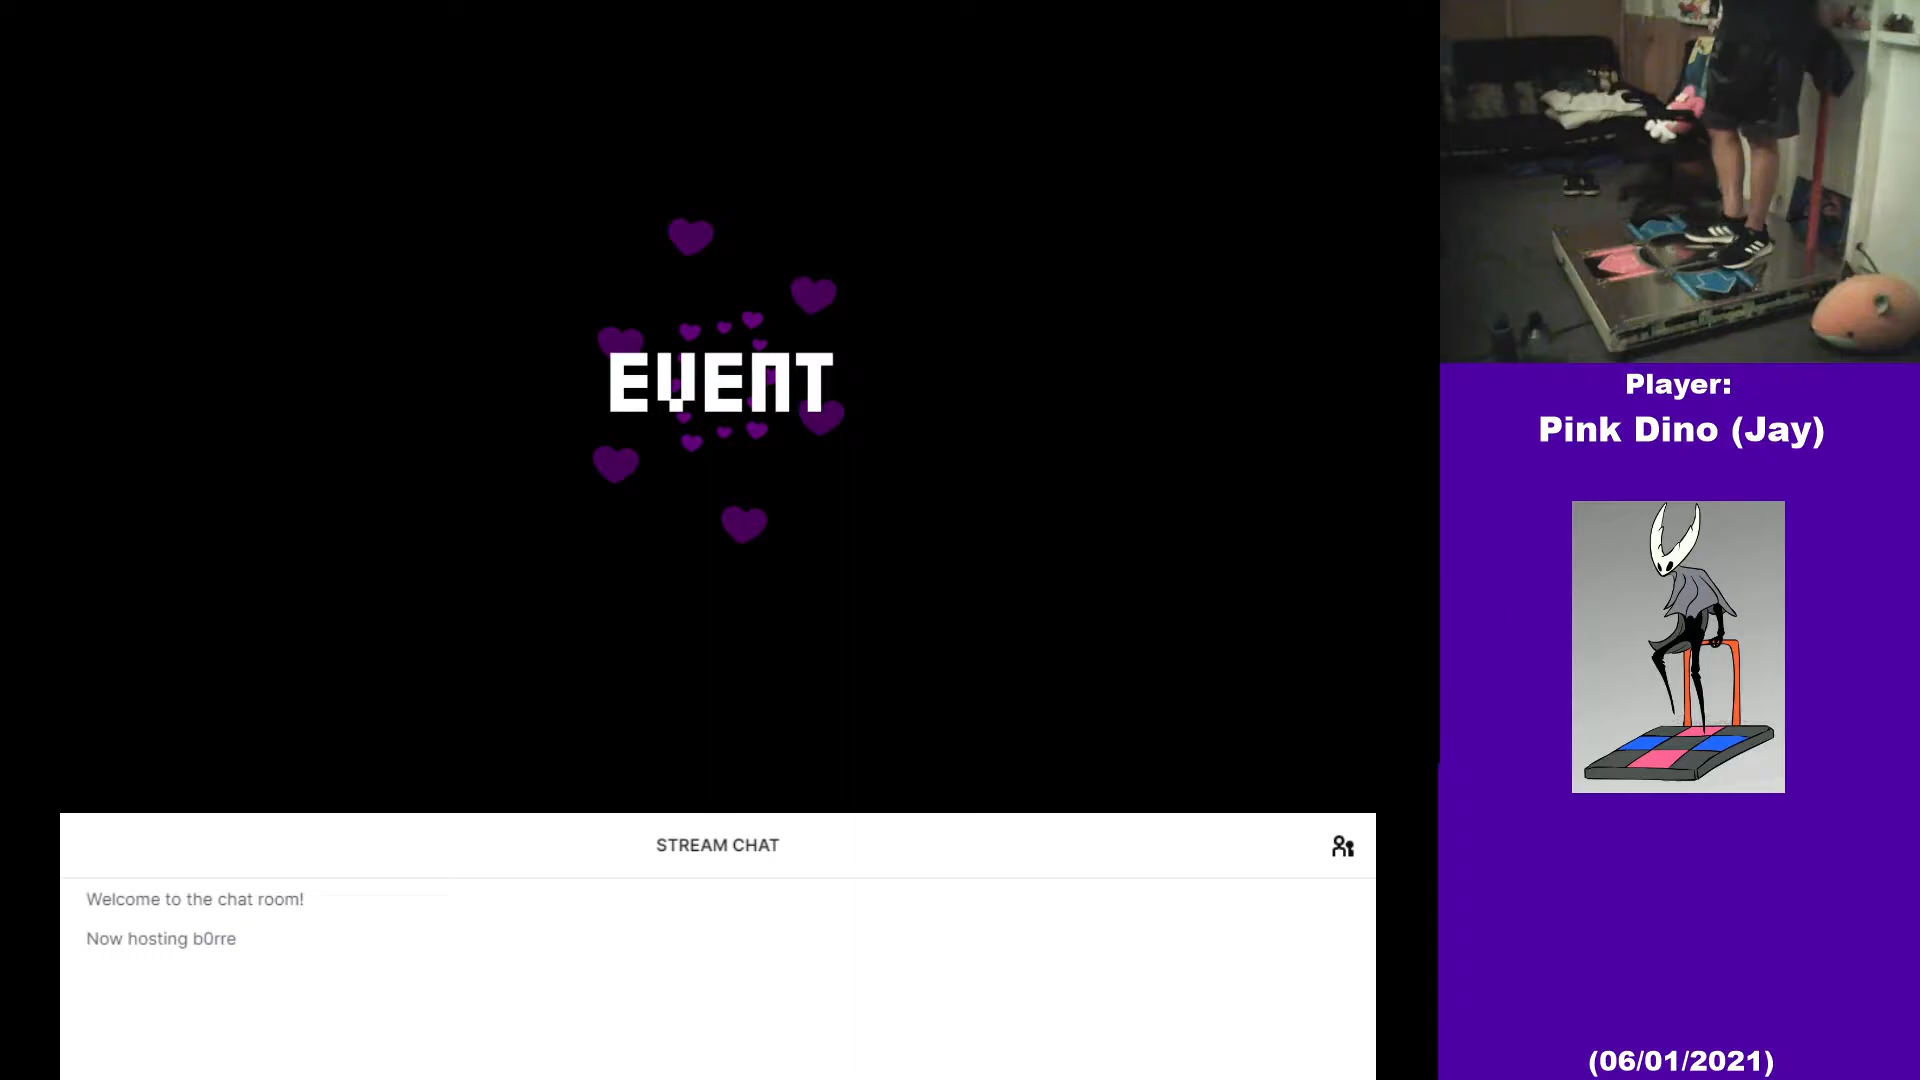 EVENT
Player:
Pink Dino (Jay)
STREAM CHAT
Welcome to the chat room!
Now hosting b0rre
(06/01/2021)